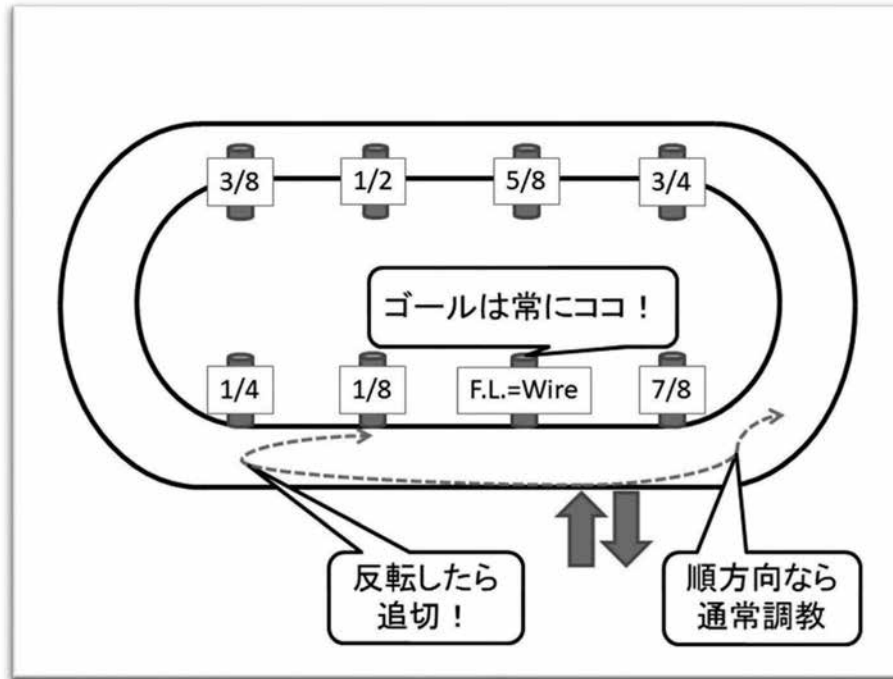 3/8 1/2 5/8 3/4
ゴールは常にココ！
1/4 1/8 F.L.=Wire 7/8
反転したら
追切！
順方向なら
通常調教